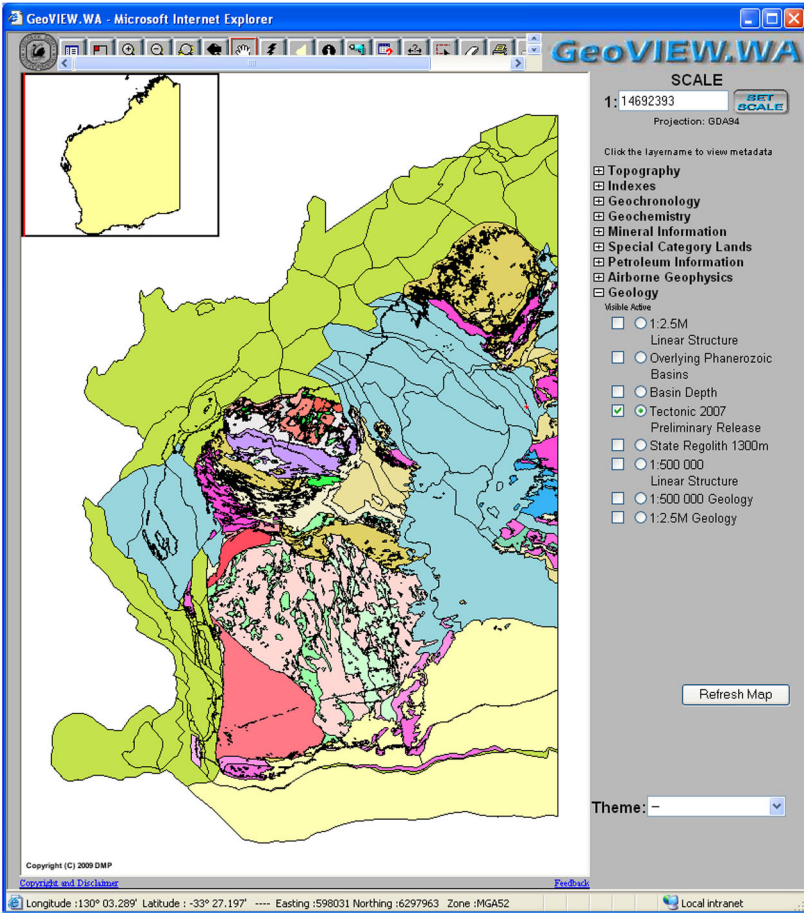 GeoVIEW.WA - Microsoft Internet Explorer
GeoVIEW.WA
SCALE
1: 14692393 SET SCALE
Projection: GDA94
Click the layername to view metadata
Topography
Indexes
Geochronology
Geochemistry
Mineral Information
Special Category Lands
Petroleum Information
Airborne Geophysics
Geology
Visible Active
1:2.5M
Linear Structure
Overlying Phanerozoic
Basins
Basin Depth
Tectonic 2007
Preliminary Release
State Regolith 1300m
1:500 000
Linear Structure
1:500 000 Geology
1:2.5M Geology
Refresh Map
Theme: –
Copyright (C) 2009 DMP
Copyright and Disclaimer Feedback
Longitude :130° 03.289' Latitude : -33° 27.197' ---- Easting :598031 Northing :6297963 Zone :MGA52 Local intranet